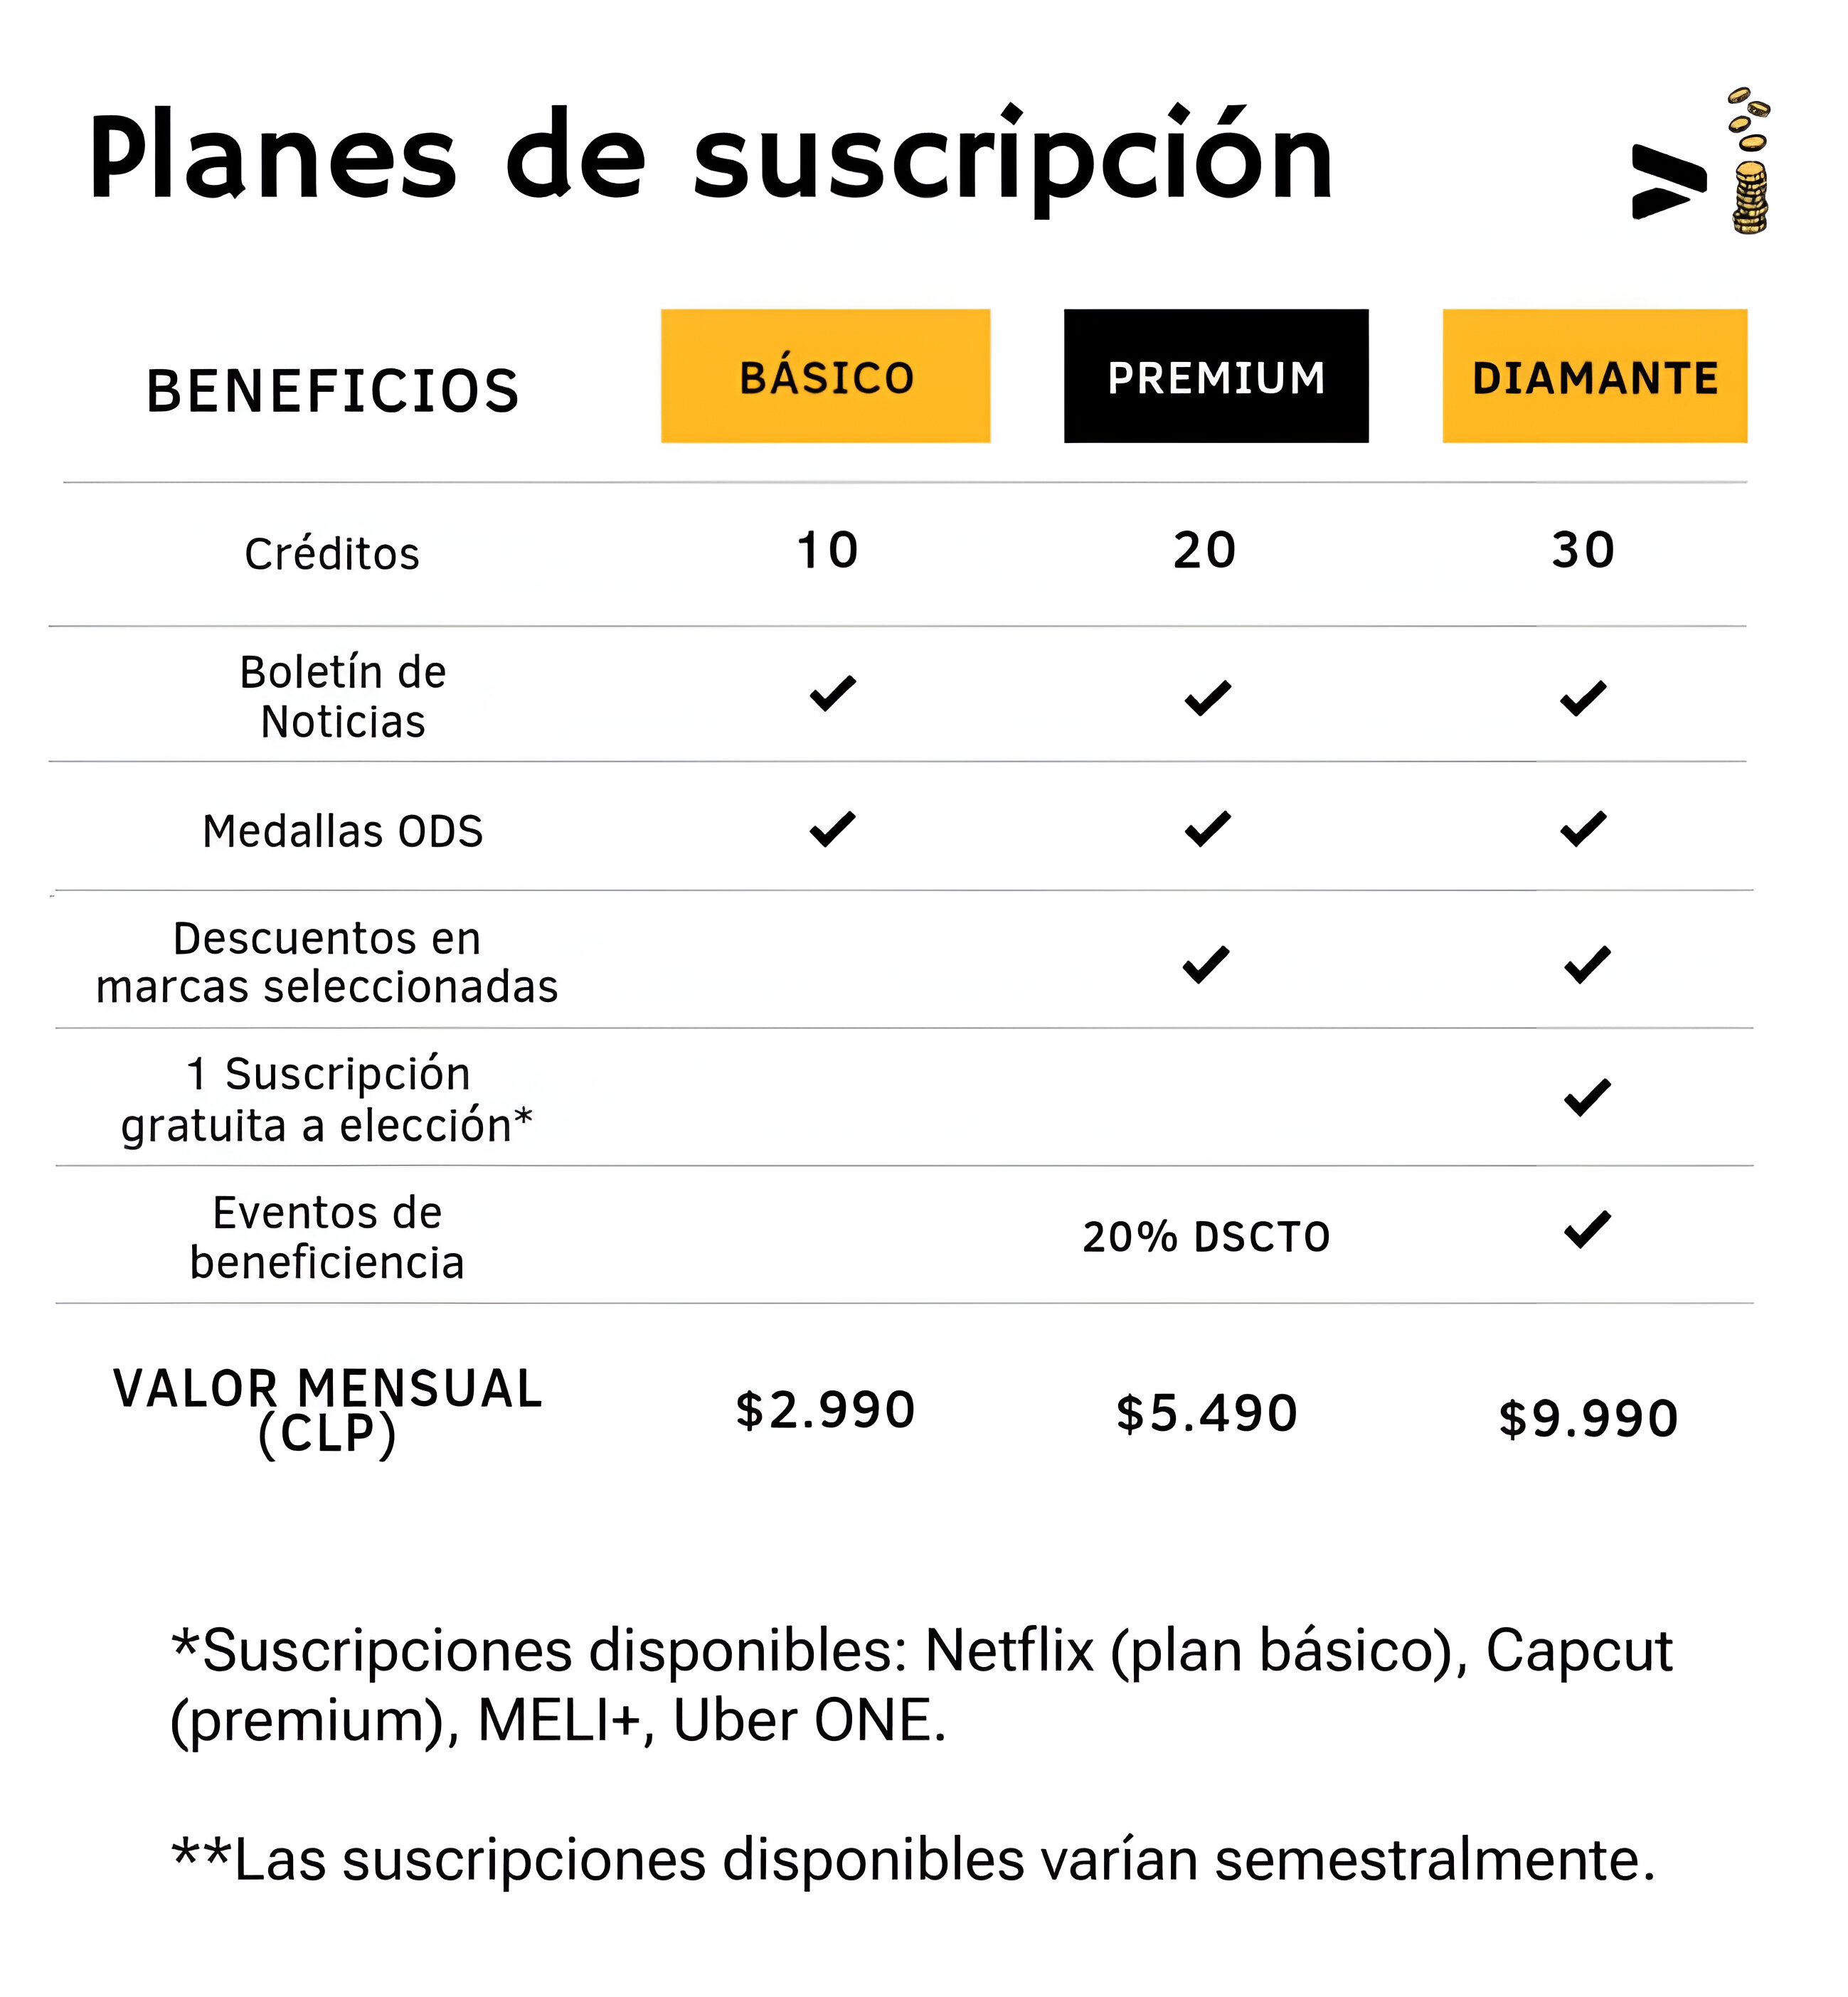 Planes de suscripción
BENEFICIOS BÁSICO PREMIUM DIAMANTE
Créditos 10 20 30
Boletín de
Noticias
Medallas ODS
Descuentos en
marcas seleccionadas
1 Suscripción
gratuita a elección*
Eventos de
beneficiencia
20% DSCTO
VALOR MENSUAL
(CLP)
$2.990 $5.490 $9.990
*Suscripciones disponibles: Netflix (plan básico), Capcut
(premium), MELI+, Uber ONE.
**Las suscripciones disponibles varían semestralmente.